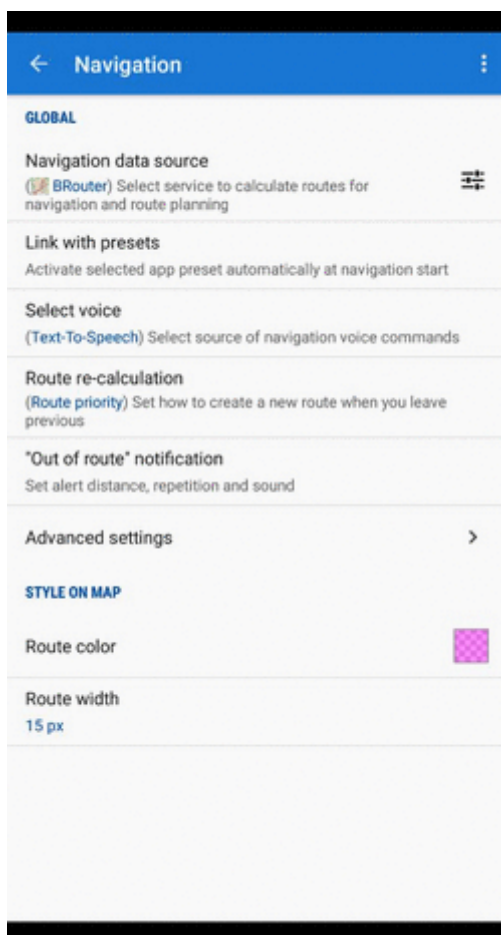 Navigation
GLOBAL
Navigation data source
(BRouter) Select service to calculate routes for
navigation and route planning
Link with presets
Activate selected app preset automatically at navigation start
Select voice
(Text-To-Speech) Select source of navigation voice commands
Route re-calculation
(Route priority) Set how to create a new route when you leave
previous
"Out of route" notification
Set alert distance, repetition and sound
Advanced settings
STYLE ON MAP
Route color
Route width
15 px